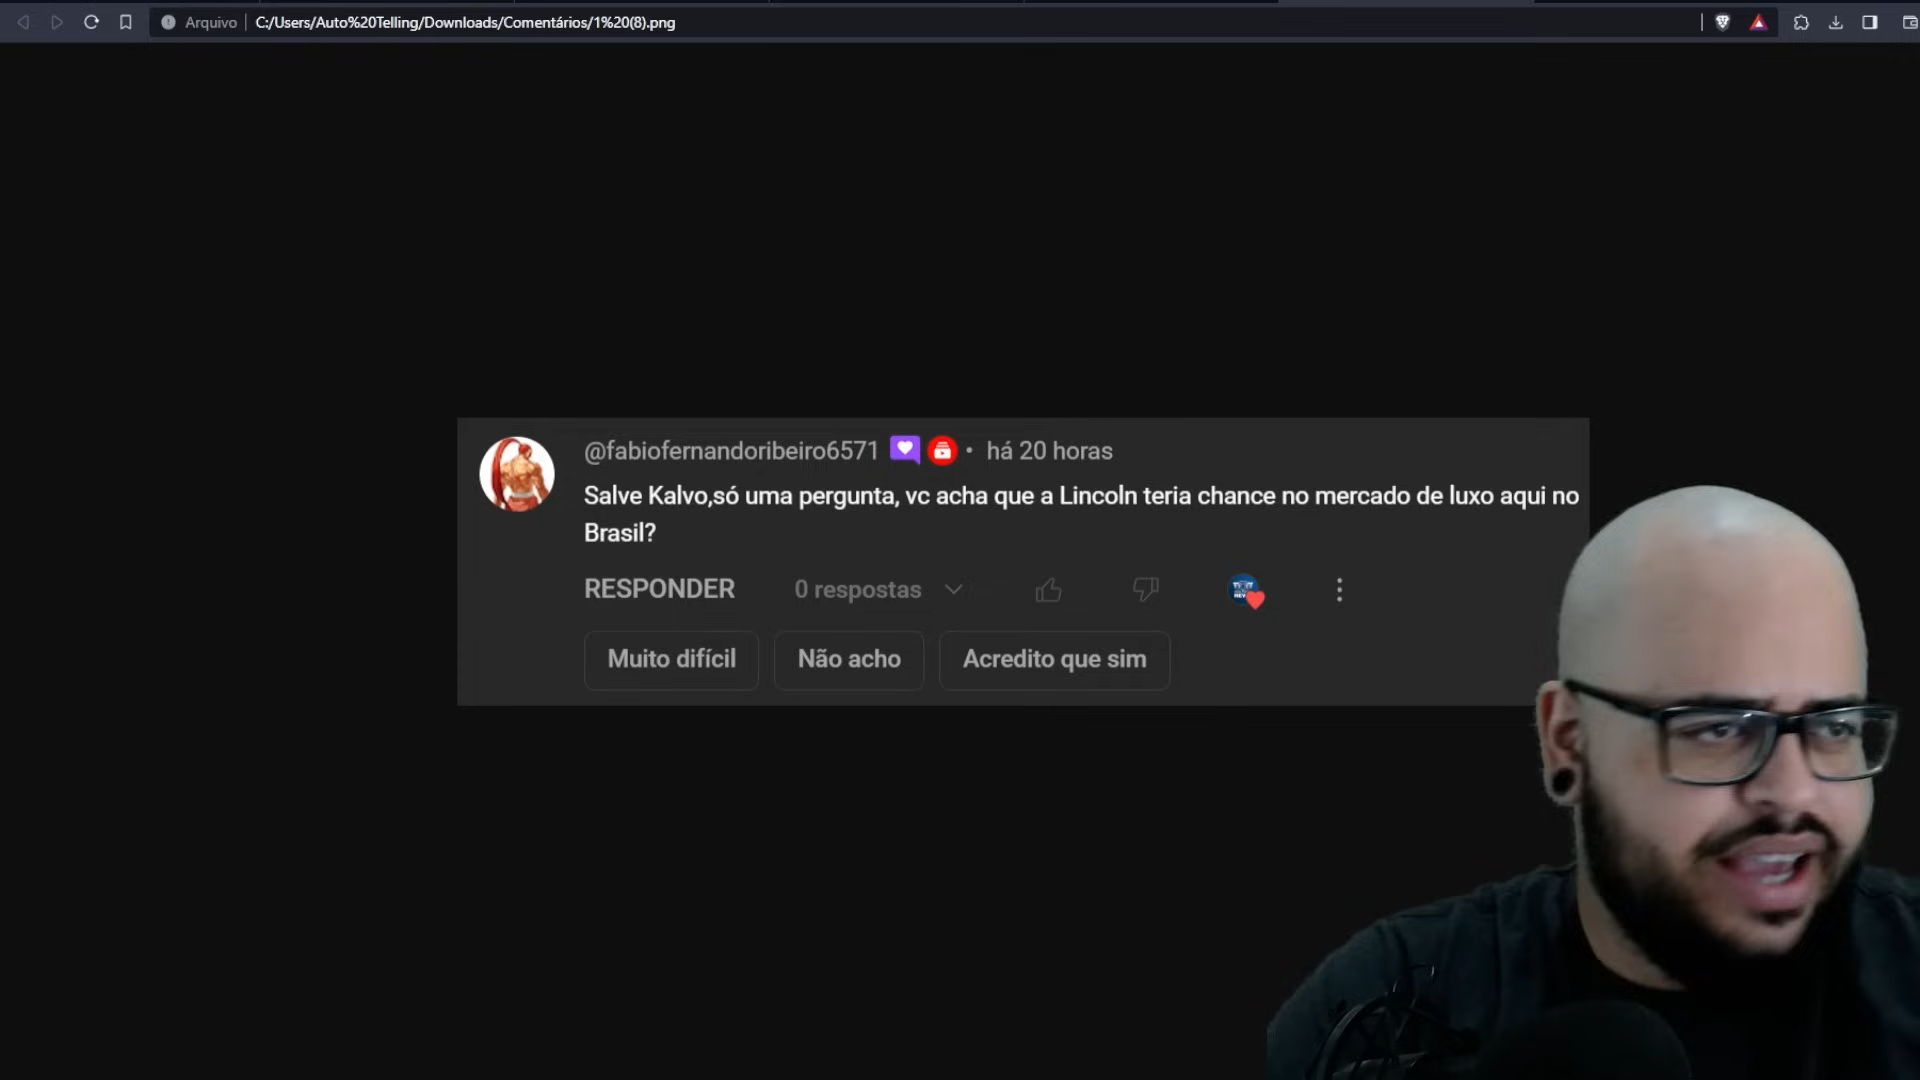 Arquivo C:/Users/Auto%20Telling/Downloads/Comentários/1%20(8).png
@fabiofernandoribeiro6571 • há 20 horas
Salve Kalvo,só uma pergunta, vc acha que a Lincoln teria chance no mercado de luxo aqui no
Brasil?
RESPONDER 0 respostas
Muito difícil Não acho Acredito que sim